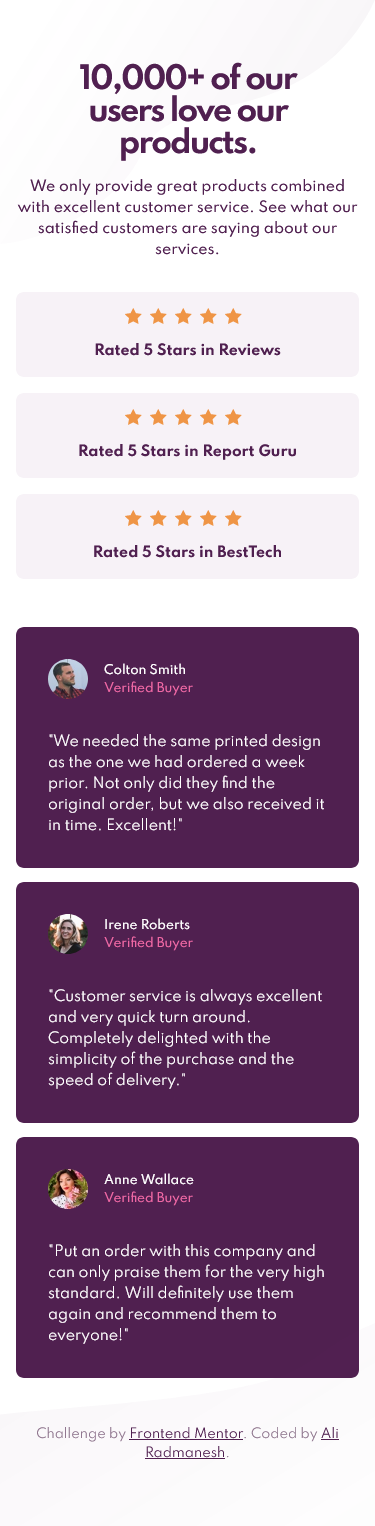 10,000+ of our
users love our
products.
We only provide great products combined
with excellent customer service. See what our
satisfied customers are saying about our
services.
Rated 5 Stars in Reviews
Rated 5 Stars in Report Guru
Rated 5 Stars in BestTech
Colton Smith
Verified Buyer
"We needed the same printed design
as the one we had ordered a week
prior. Not only did they find the
original order, but we also received it
in time. Excellent!"
Irene Roberts
Verified Buyer
"Customer service is always excellent
and very quick turn around.
Completely delighted with the
simplicity of the purchase and the
speed of delivery."
Anne Wallace
Verified Buyer
"Put an order with this company and
can only praise them for the very high
standard. Will definitely use them
again and recommend them to
everyone!"
Challenge by Frontend Mentor. Coded by Ali
Radmanesh.